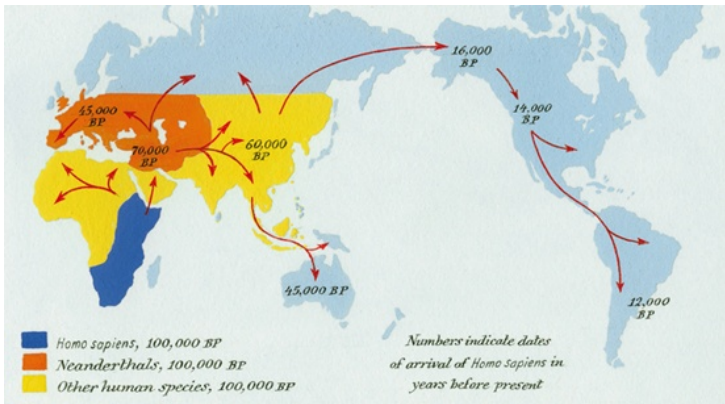 16,000
BP
45,000
BP
14,000
BP
70,000
BP
60,000
BP
45,000 BP
12,000
BP
Homo sapiens, 100,000 BP
Neanderthals, 100,000 BP
Other human species, 100,000 BP
Numbers indicate dates
of arrival of Homo sapiens in
years before present